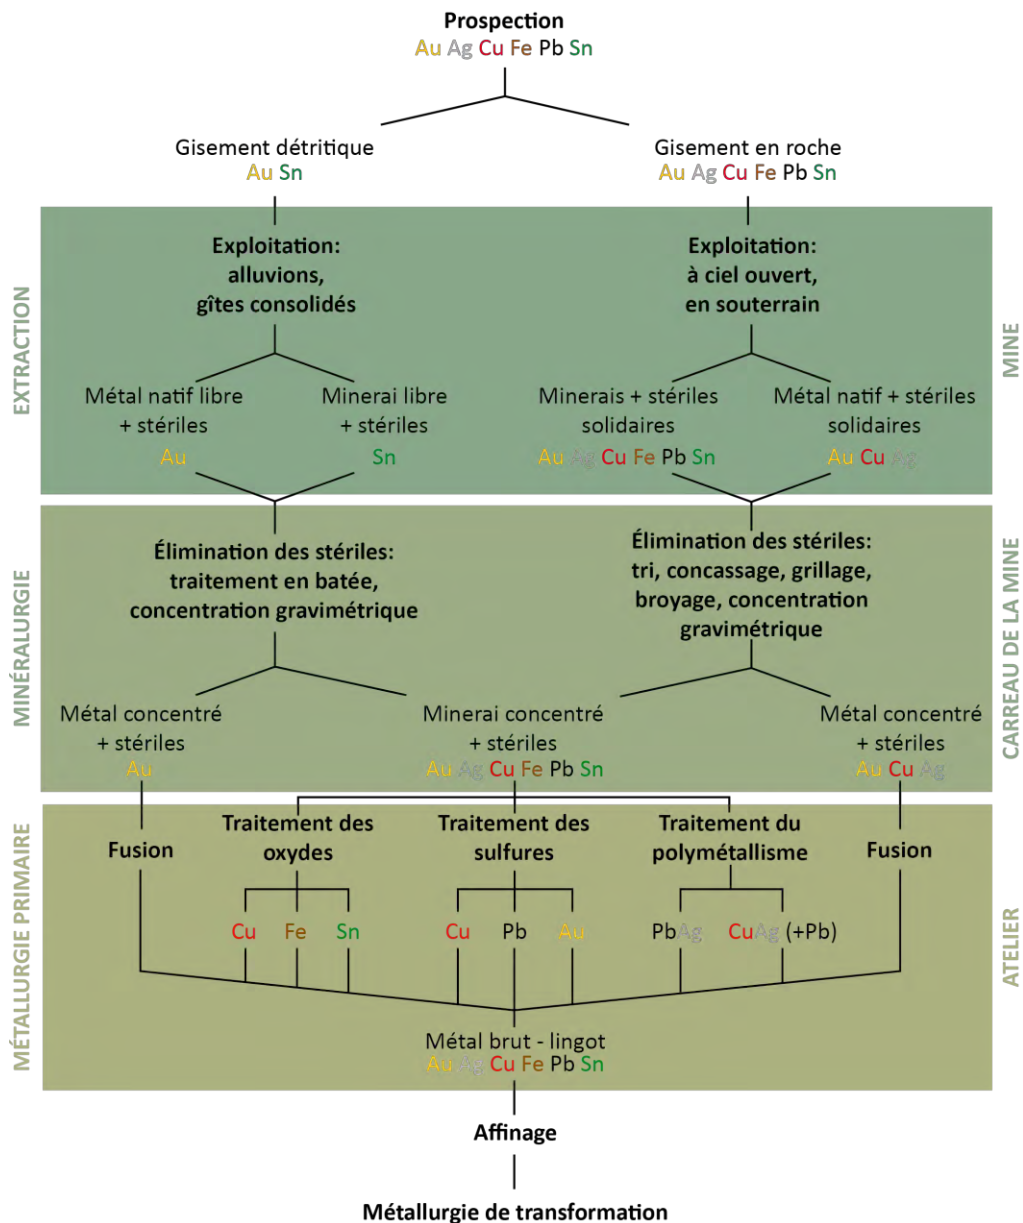 Prospection
Au Ag Cu Fe Pb Sn
Gisement détritique
Au Sn
Gisement en roche
Au Ag Cu Fe Pb Sn
EXTRACTION
MINE
Exploitation:
alluvions,
gîtes consolidés
Exploitation:
à ciel ouvert,
en souterrain
Métal natif libre
+ stériles
Au
Minerai libre
+ stériles
Sn
Minerais + stériles
solidaires
Au Ag Cu Fe Pb Sn
Métal natif + stériles
solidaires
Au Cu Ag
MINÉRALURGIE
CARREAU DE LA MINE
Élimination des stériles:
traitement en batée,
concentration gravimétrique
Élimination des stériles:
tri, concassage, grillage,
broyage, concentration
gravimétrique
Métal concentré
+ stériles
Au
Minerai concentré
+ stériles
Au Ag Cu Fe Pb Sn
Métal concentré
+ stériles
Au Cu Ag
MÉTALLURGIE PRIMAIRE
ATELIER
Fusion
Traitement des
oxydes
Cu Fe Sn
Traitement des
sulfures
Cu Pb Au
Traitement du
polymétallisme
PbAg CuAg (+Pb)
Fusion
Métal brut - lingot
Au Ag Cu Fe Pb Sn
Affinage
Métallurgie de transformation